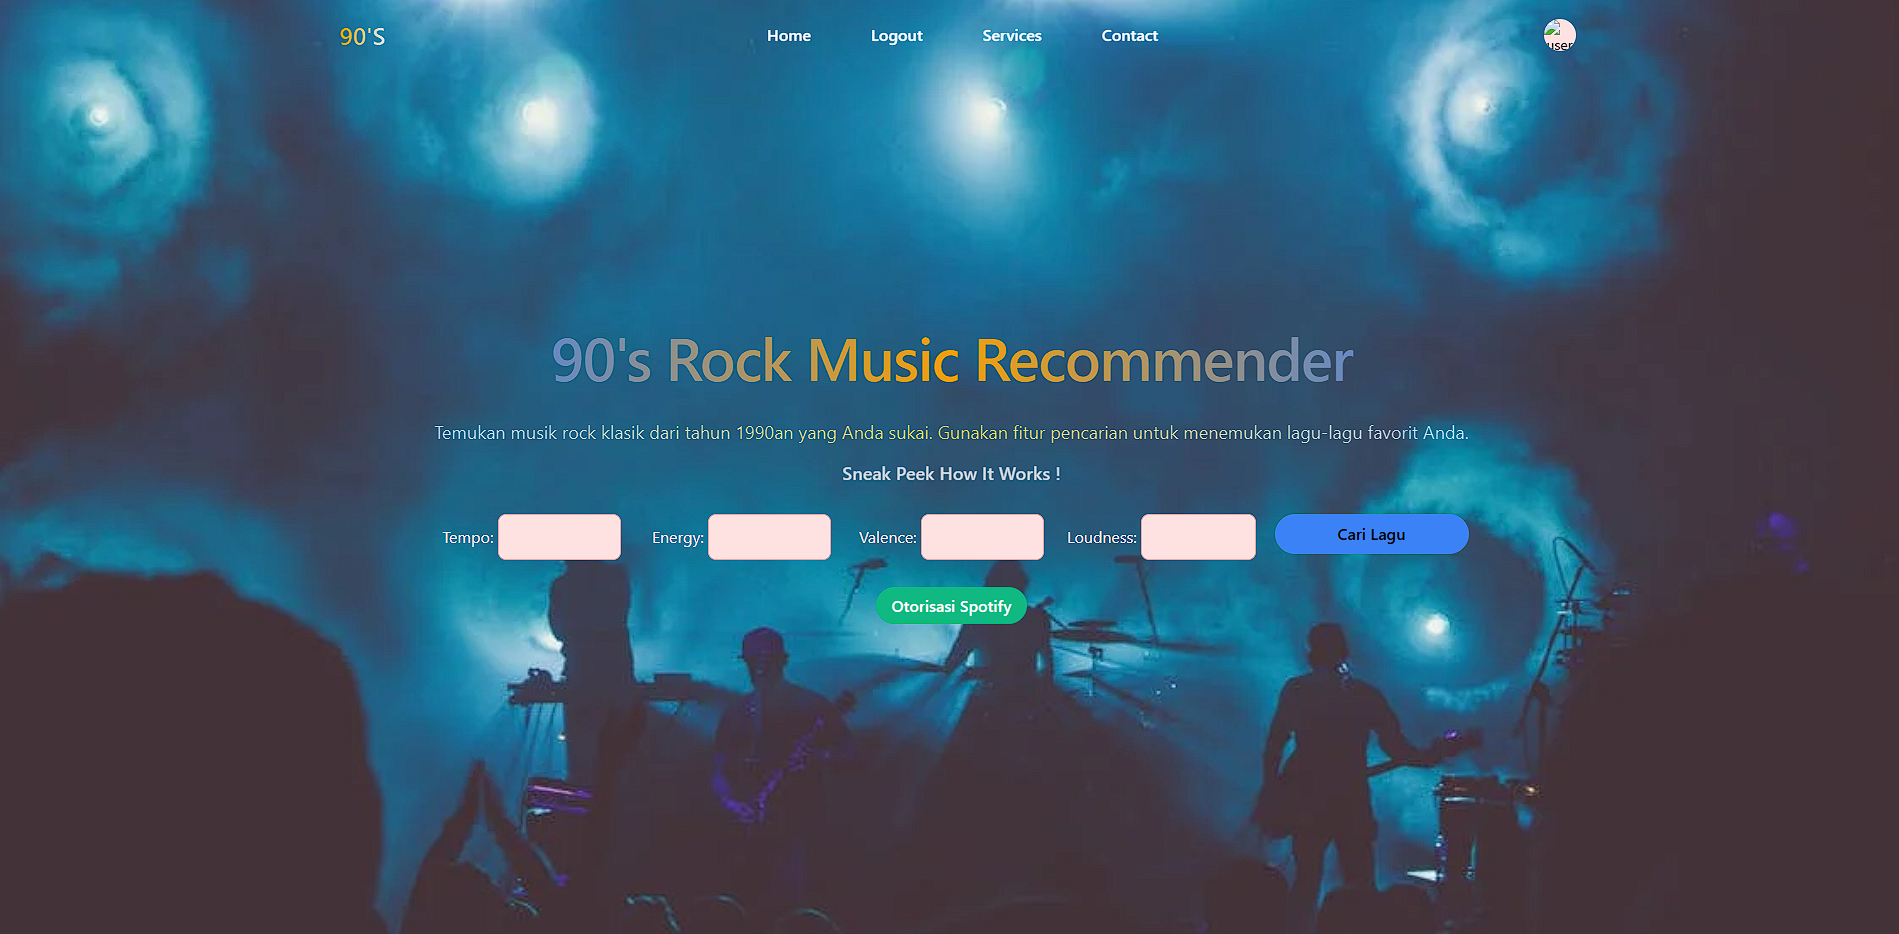 90'S
Home Logout Services Contact
user
90's Rock Music Recommender
Temukan musik rock klasik dari tahun 1990an yang Anda sukai. Gunakan fitur pencarian untuk menemukan lagu-lagu favorit Anda.
Sneak Peek How It Works !
Tempo: Energy: Valence: Loudness: Cari Lagu
Otorisasi Spotify